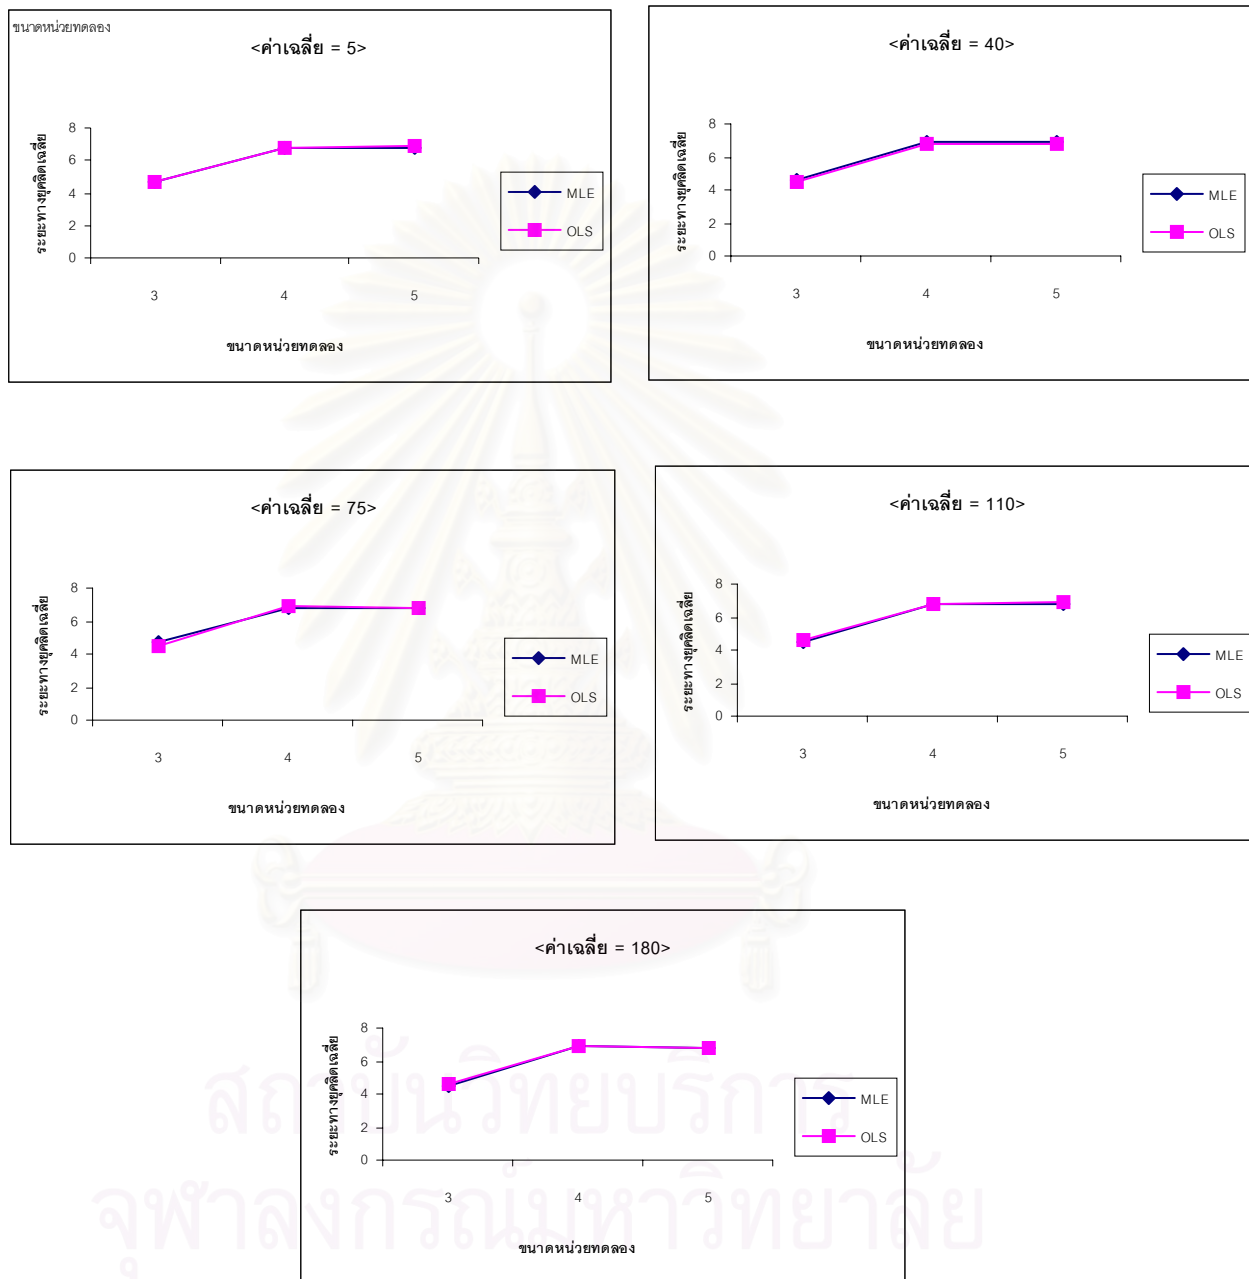 ขนาดหน่วยทดลอง
<ค่าเฉลี่ย = 5>
ระยะทางยุคลิดเฉลี่ย
8
6
4
2
0
3 4 5
ขนาดหน่วยทดลอง
MLE
OLS
<ค่าเฉลี่ย = 40>
ระยะทางยุคลิดเฉลี่ย
8
6
4
2
0
3 4 5
ขนาดหน่วยทดลอง
MLE
OLS
<ค่าเฉลี่ย = 75>
ระยะทางยุคลิดเฉลี่ย
8
6
4
2
0
3 4 5
ขนาดหน่วยทดลอง
MLE
OLS
<ค่าเฉลี่ย = 110>
ระยะทางยุคลิดเฉลี่ย
8
6
4
2
0
3 4 5
ขนาดหน่วยทดลอง
MLE
OLS
<ค่าเฉลี่ย = 180>
ระยะทางยุคลิดเฉลี่ย
8
6
4
2
0
3 4 5
ขนาดหน่วยทดลอง
MLE
OLS
สถาบันวิทยบริการ
จุฬาลงกรณ์มหาวิทยาลัย